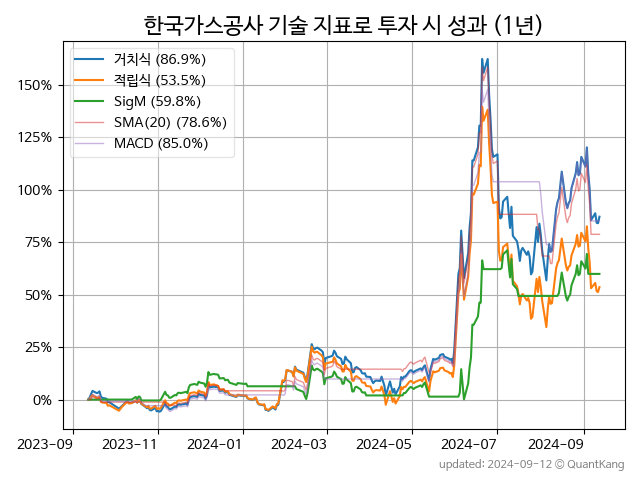 한국가스공사 기술 지표로 투자 시 성과 (1년)
거치식 (86.9%)
적립식 (53.5%)
SigM (59.8%)
SMA(20) (78.6%)
MACD (85.0%)
150%
125%
100%
75%
50%
25%
0%
2023-09 2023-11 2024-01 2024-03 2024-05 2024-07 2024-09
updated: 2024-09-12 © QuantKang